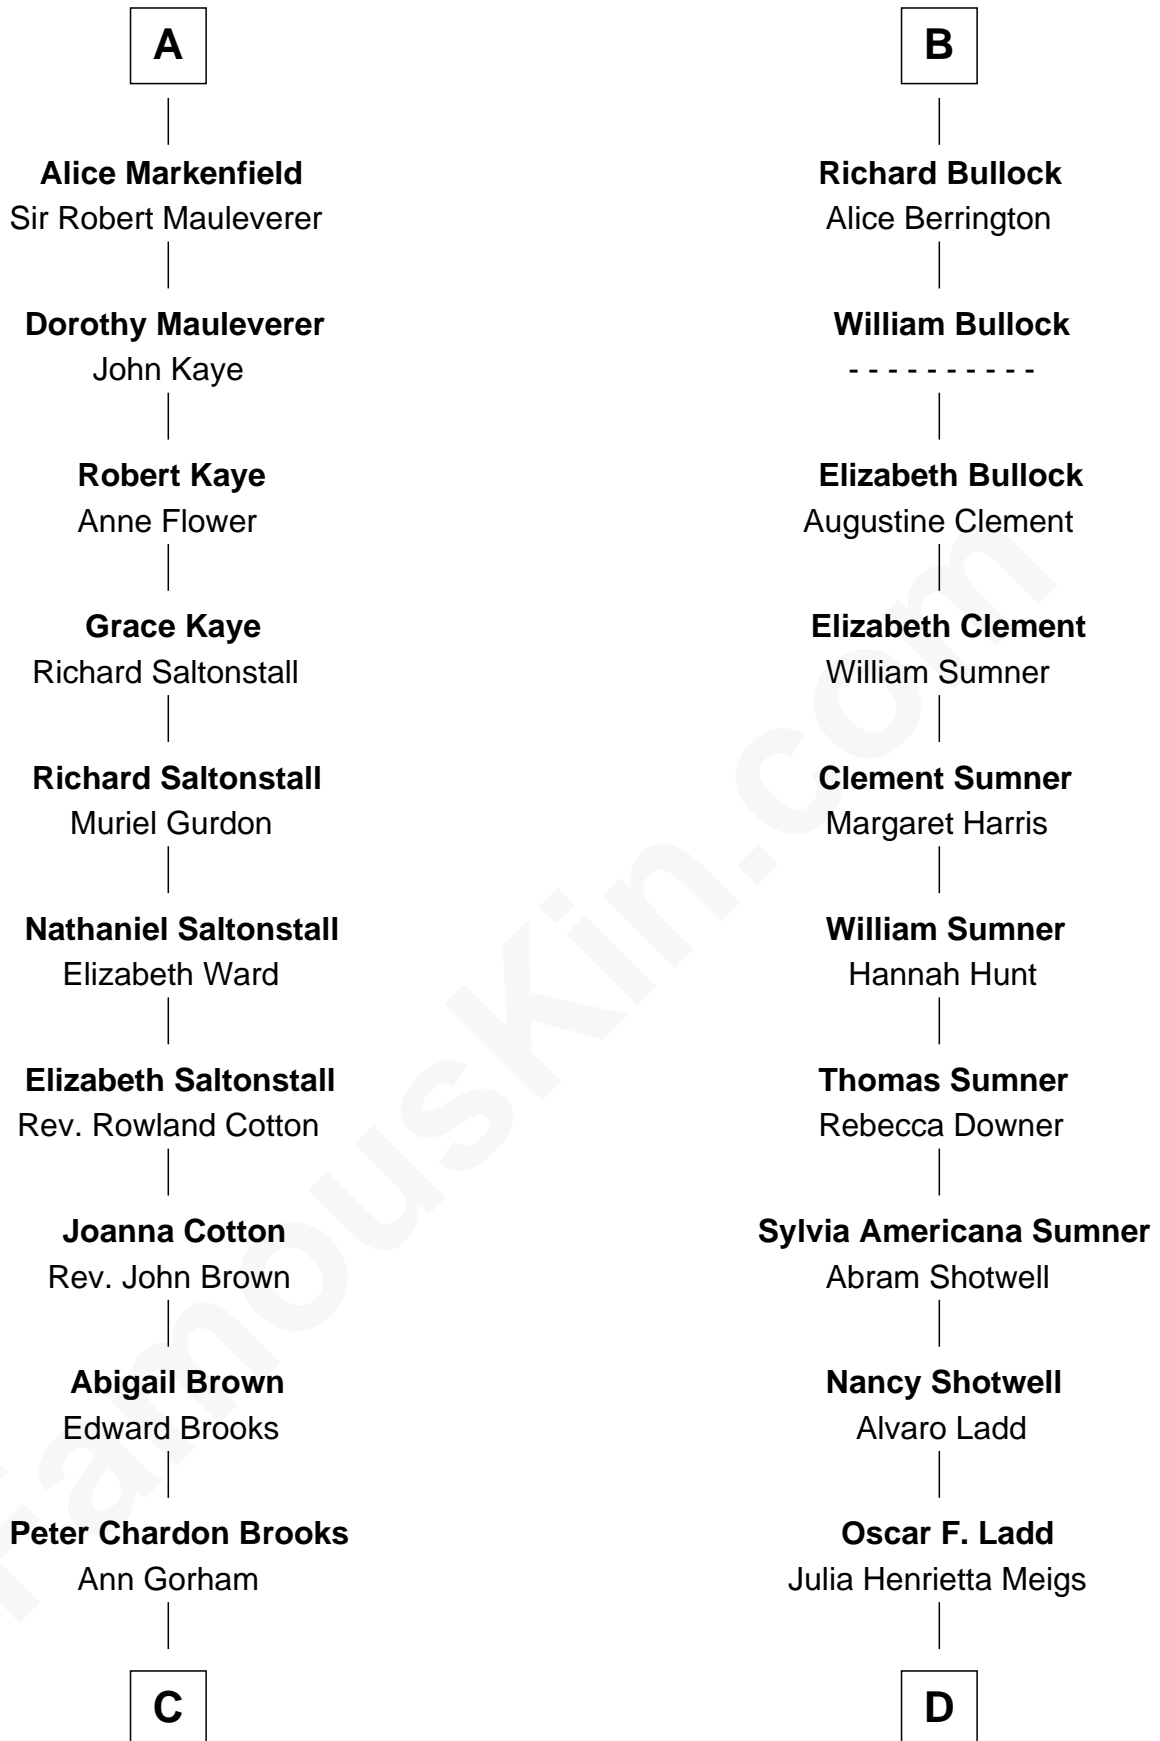 A
Alice Markenfield
Sir Robert Mauleverer
Dorothy Mauleverer
John Kaye
Robert Kaye
Anne Flower
Grace Kaye
Richard Saltonstall
Richard Saltonstall
Muriel Gurdon
Nathaniel Saltonstall
Elizabeth Ward
Elizabeth Saltonstall
Rev. Rowland Cotton
Joanna Cotton
Rev. John Brown
Abigail Brown
Edward Brooks
Peter Chardon Brooks
Ann Gorham
C
B
Richard Bullock
Alice Berrington
William Bullock
- - - - - - - - - -
Elizabeth Bullock
Augustine Clement
Elizabeth Clement
William Sumner
Clement Sumner
Margaret Harris
William Sumner
Hannah Hunt
Thomas Sumner
Rebecca Downer
Sylvia Americana Sumner
Abram Shotwell
Nancy Shotwell
Alvaro Ladd
Oscar F. Ladd
Julia Henrietta Meigs
D
FamousKin.com